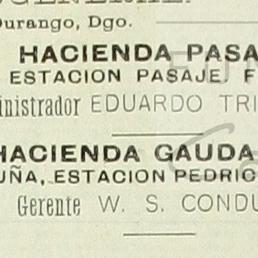 Durango, Dgo.
HACIENDA PASA
ESTACION PASAJE, F
inistrador EDUARDO TRI
HACIENDA GAUDA
UÑA, ESTACION PEDRIC
Gerente W. S. CONDU